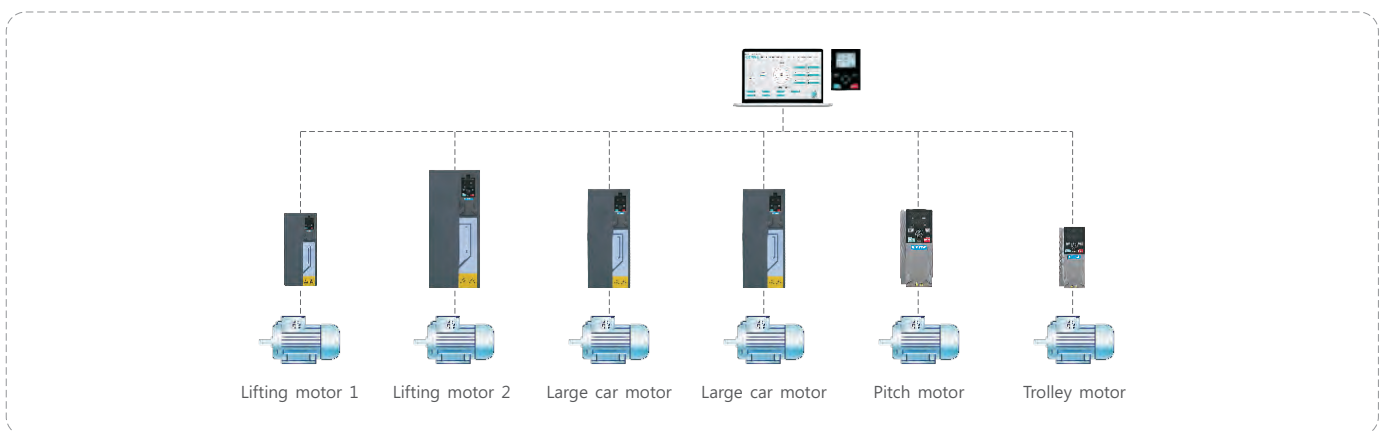 Lifting motor 1
Lifting motor 2
Large car motor
Large car motor
Pitch motor
Trolley motor